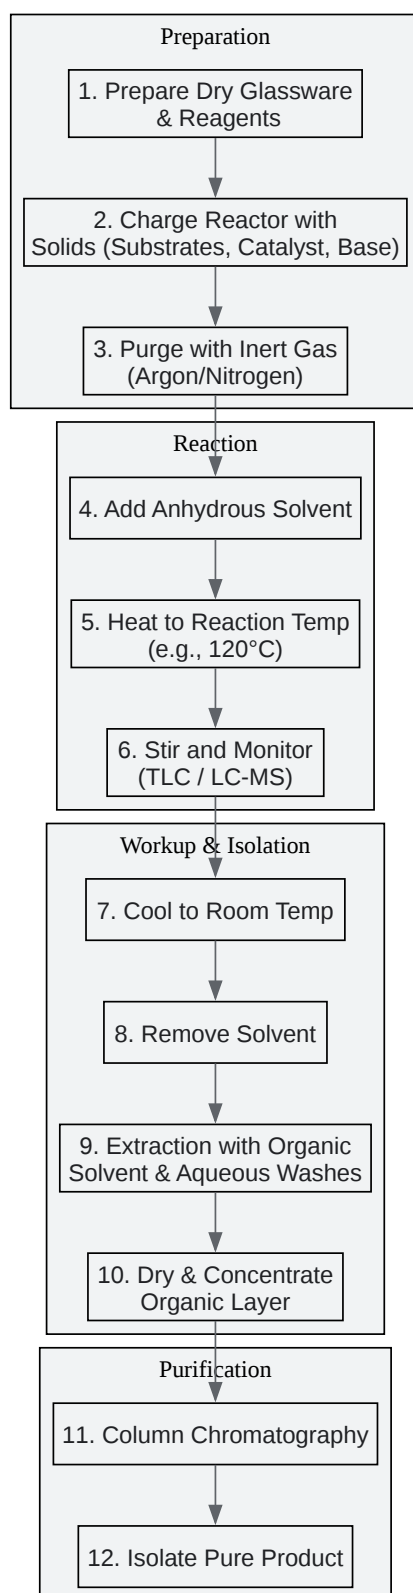 Preparation
1. Prepare Dry Glassware
& Reagents
2. Charge Reactor with
Solids (Substrates, Catalyst, Base)
3. Purge with Inert Gas
(Argon/Nitrogen)
Reaction
4. Add Anhydrous Solvent
5. Heat to Reaction Temp
(e.g., 120°C)
6. Stir and Monitor
(TLC / LC-MS)
Workup & Isolation
7. Cool to Room Temp
8. Remove Solvent
9. Extraction with Organic
Solvent & Aqueous Washes
10. Dry & Concentrate
Organic Layer
Purification
11. Column Chromatography
12. Isolate Pure Product